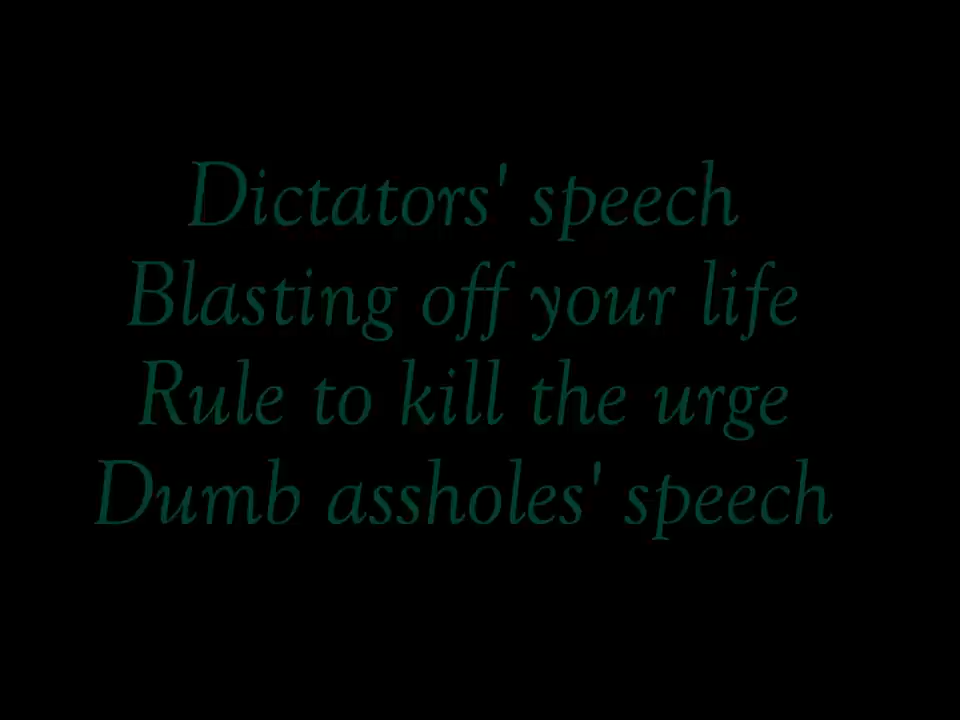 Dictators' speech
Blasting off your life
Rule to kill the urge
Dumb assholes' speech